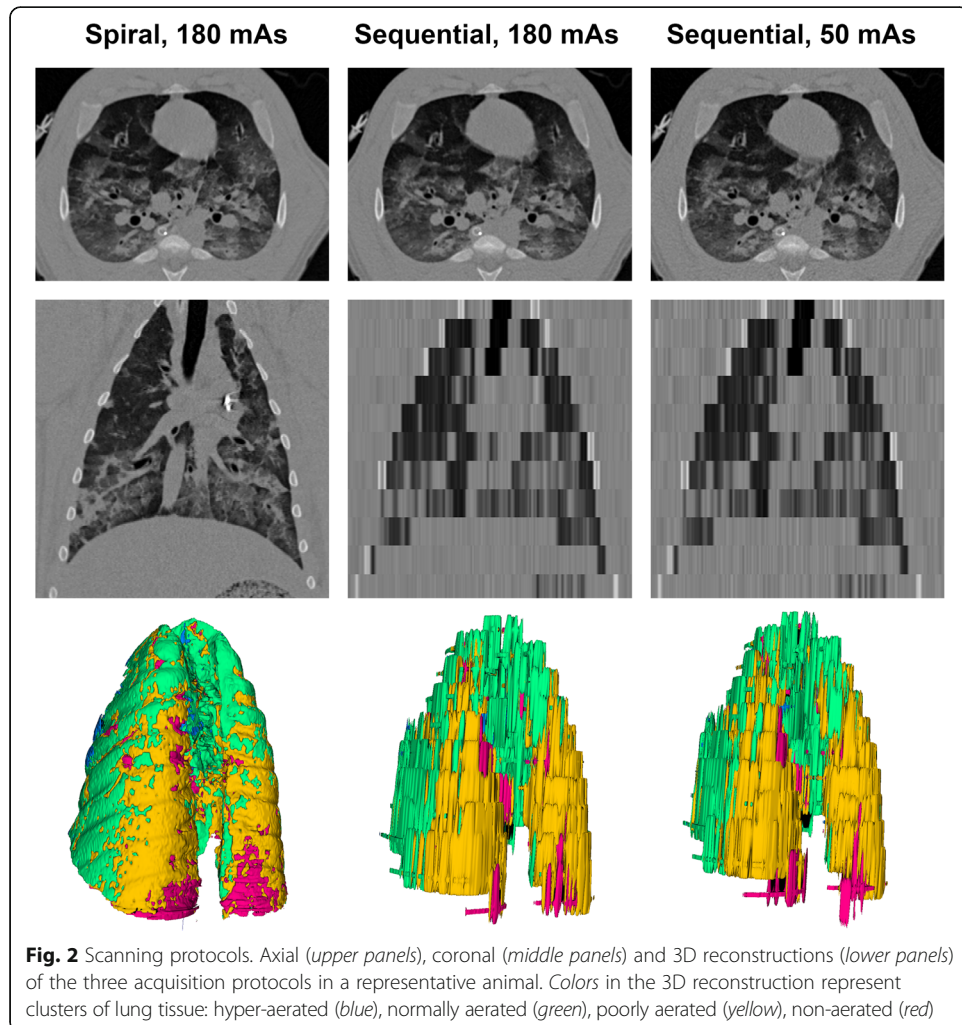 Spiral, 180 mAs Sequential, 180 mAs Sequential, 50 mAs
Fig. 2 Scanning protocols. Axial (upper panels), coronal (middle panels) and 3D reconstructions (lower panels)
of the three acquisition protocols in a representative animal. Colors in the 3D reconstruction represent
clusters of lung tissue: hyper-aerated (blue), normally aerated (green), poorly aerated (yellow), non-aerated (red)